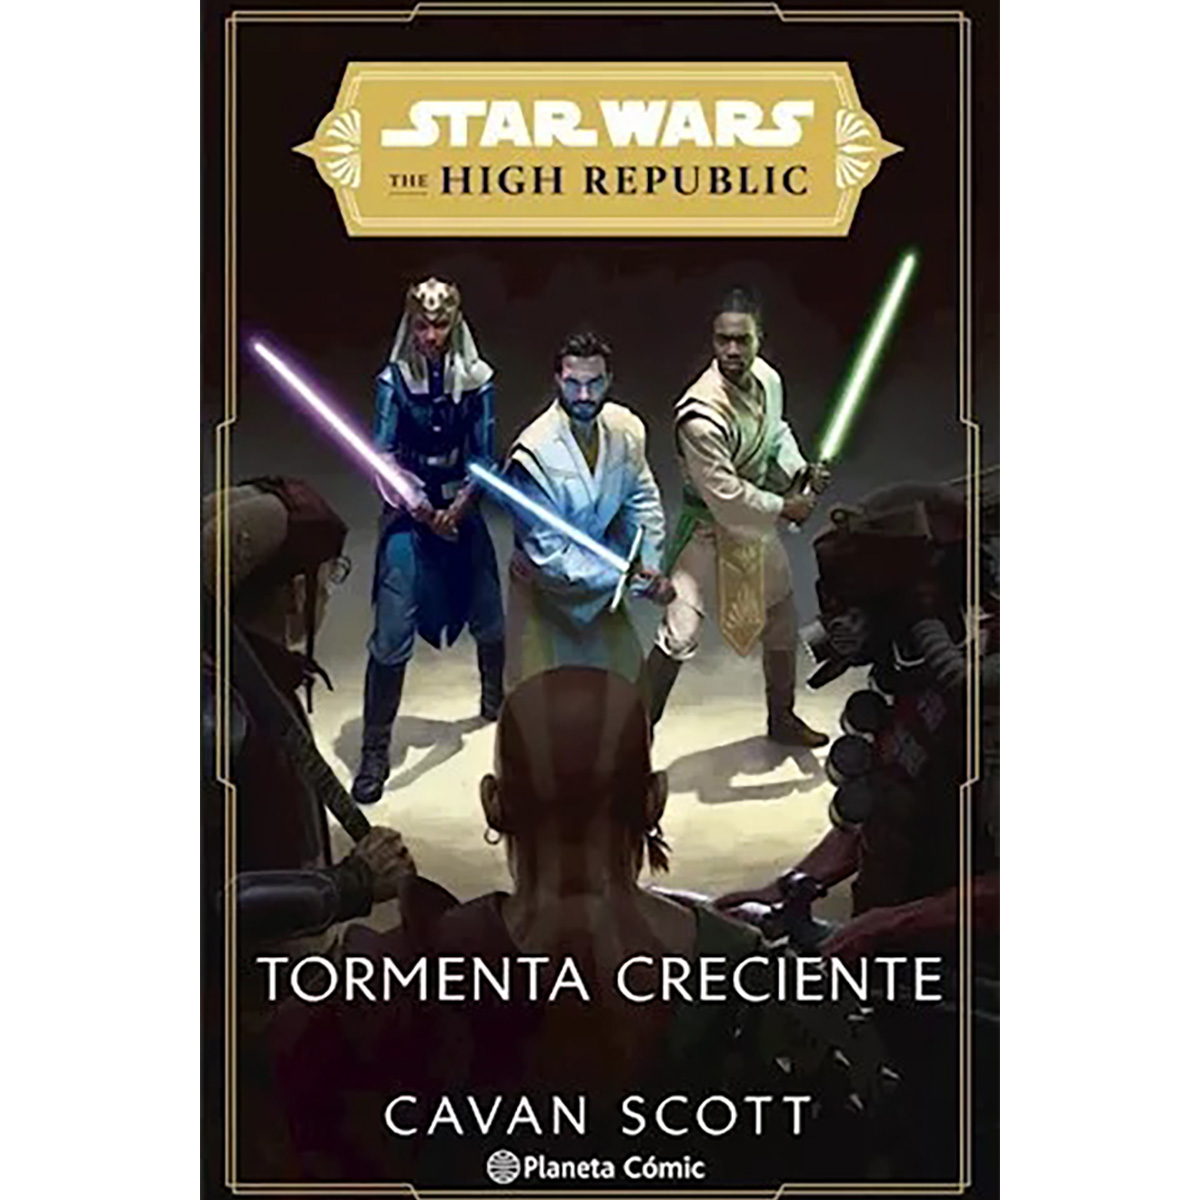 STAR WARS
THE HIGH REPUBLIC
TORMENTA CRECIENTE
CAVAN SCOTT
Planeta Cómic